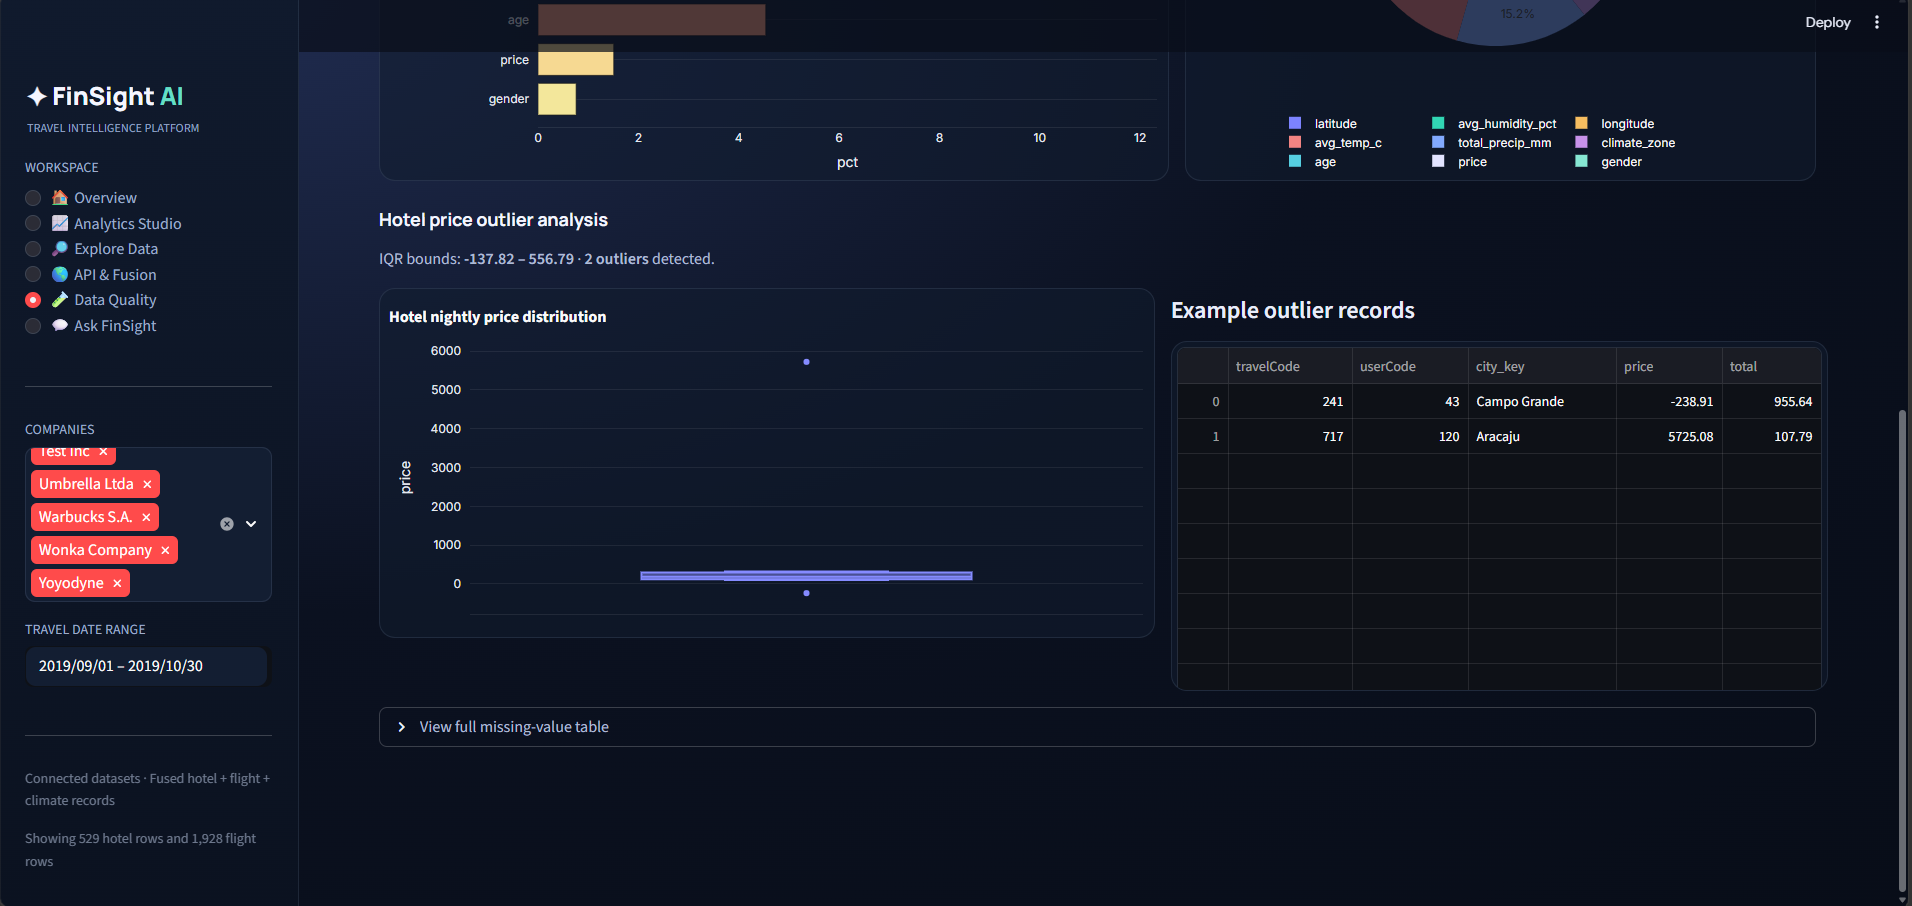 Deploy
✦ FinSight AI
TRAVEL INTELLIGENCE PLATFORM
WORKSPACE
🏠 Overview
📈 Analytics Studio
🔎 Explore Data
🌎 API & Fusion
🧪 Data Quality
💬 Ask FinSight
COMPANIES
Test Inc ×
Umbrella Ltda ×
Warbucks S.A. ×
Wonka Company ×
Yoyodyne ×
TRAVEL DATE RANGE
2019/09/01 – 2019/10/30
Connected datasets · Fused hotel + flight +
climate records
Showing 529 hotel rows and 1,928 flight
rows
age
price
gender
0 2 4 6 8 10 12
pct
15.2%
latitude avg_humidity_pct longitude
avg_temp_c total_precip_mm climate_zone
age price gender
Hotel price outlier analysis
IQR bounds: -137.82 – 556.79 · 2 outliers detected.
Hotel nightly price distribution
6000
5000
4000
3000
2000
1000
0
price
Example outlier records
travelCode userCode city_key price total
0 241 43 Campo Grande -238.91 955.64
1 717 120 Aracaju 5725.08 107.79
View full missing-value table